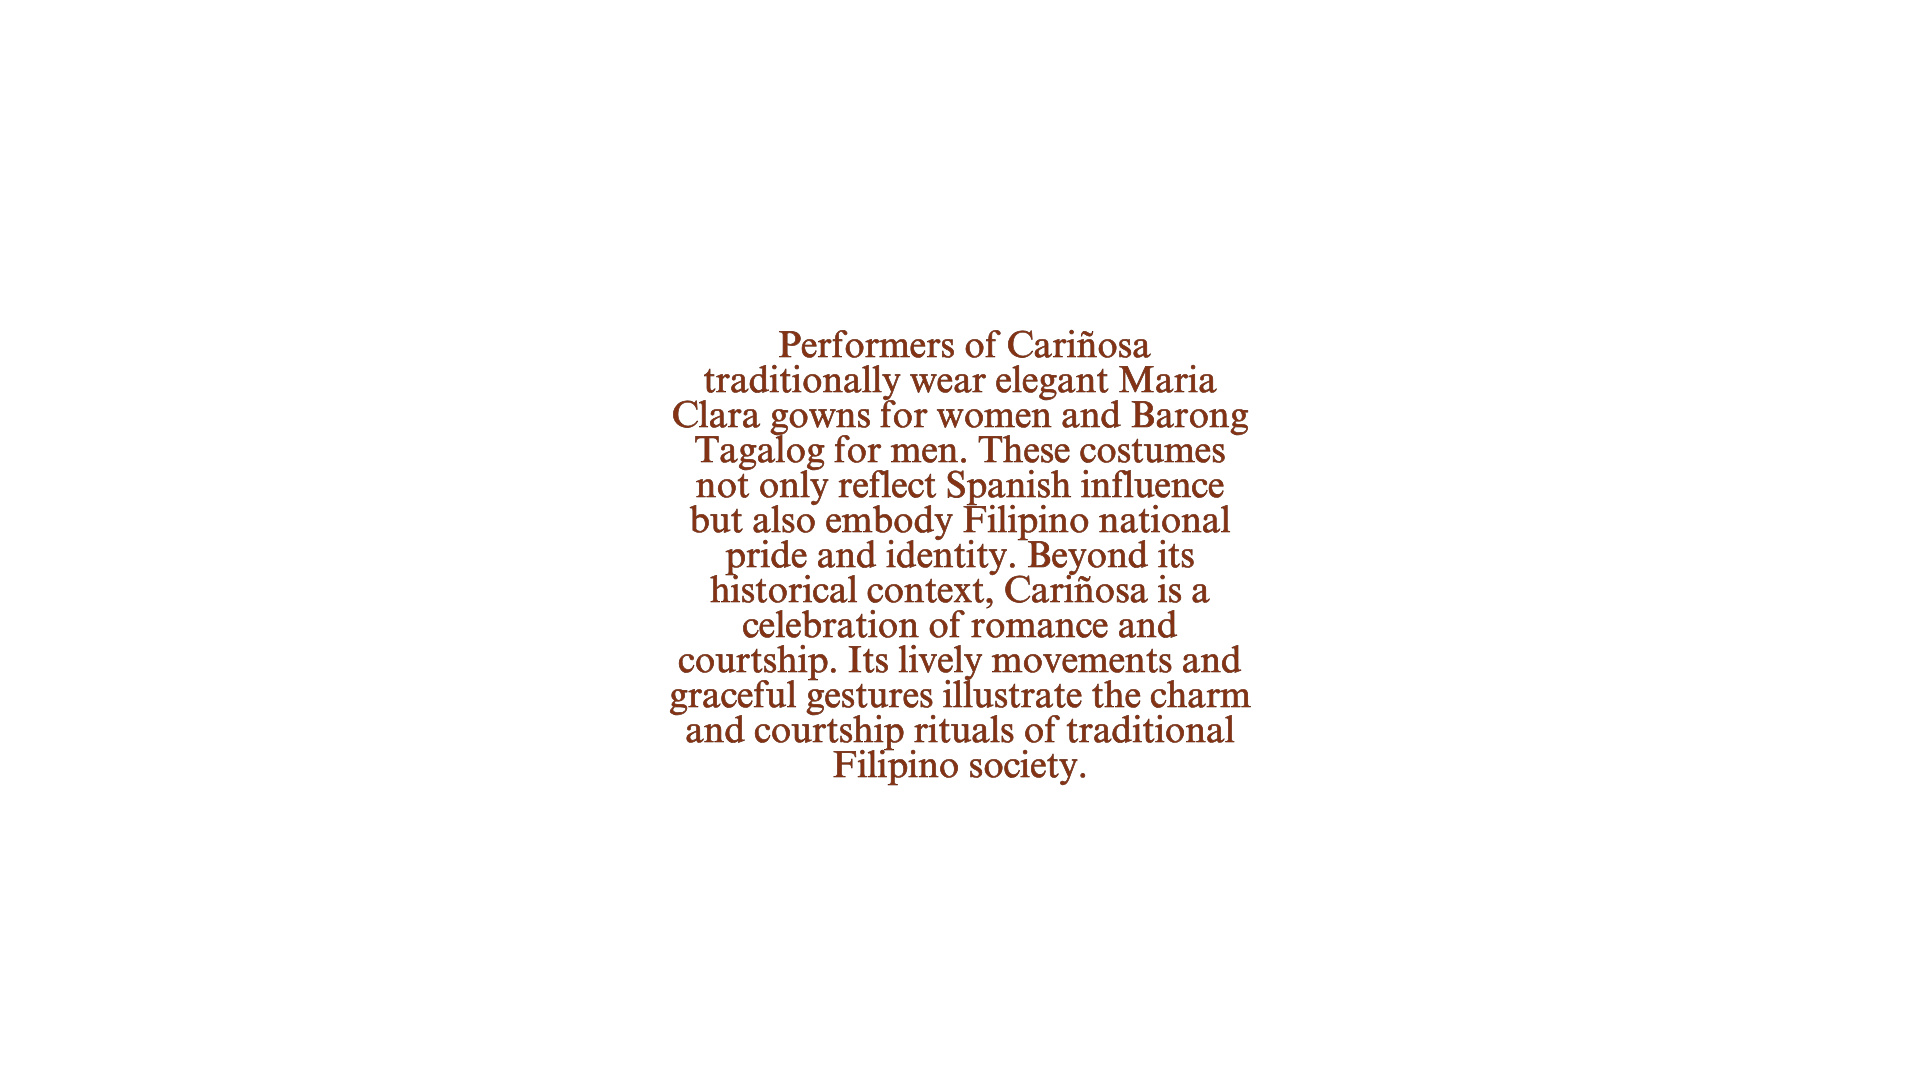 Performers of Cariñosa
traditionally wear elegant Maria
Clara gowns for women and Barong
Tagalog for men. These costumes
not only reflect Spanish influence
but also embody Filipino national
pride and identity. Beyond its
historical context, Cariñosa is a
celebration of romance and
courtship. Its lively movements and
graceful gestures illustrate the charm
and courtship rituals of traditional
Filipino society.